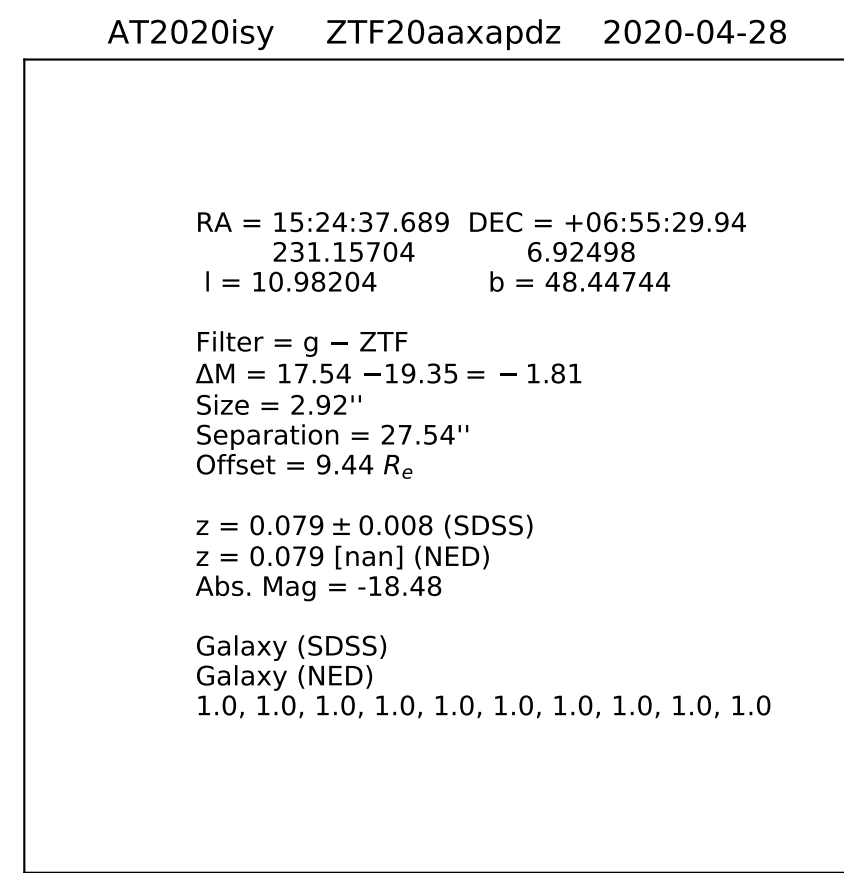 AT2020isy ZTF20aaxapdz 2020-04-28
RA = 15:24:37.689 DEC = +06:55:29.94
231.15704 6.92498
l = 10.98204 b = 48.44744
Filter = g − ZTF
ΔM = 17.54 −19.35 = − 1.81
Size = 2.92''
Separation = 27.54''
Offset = 9.44 Re
z = 0.079 ± 0.008 (SDSS)
z = 0.079 [nan] (NED)
Abs. Mag = -18.48
Galaxy (SDSS)
Galaxy (NED)
1.0, 1.0, 1.0, 1.0, 1.0, 1.0, 1.0, 1.0, 1.0, 1.0